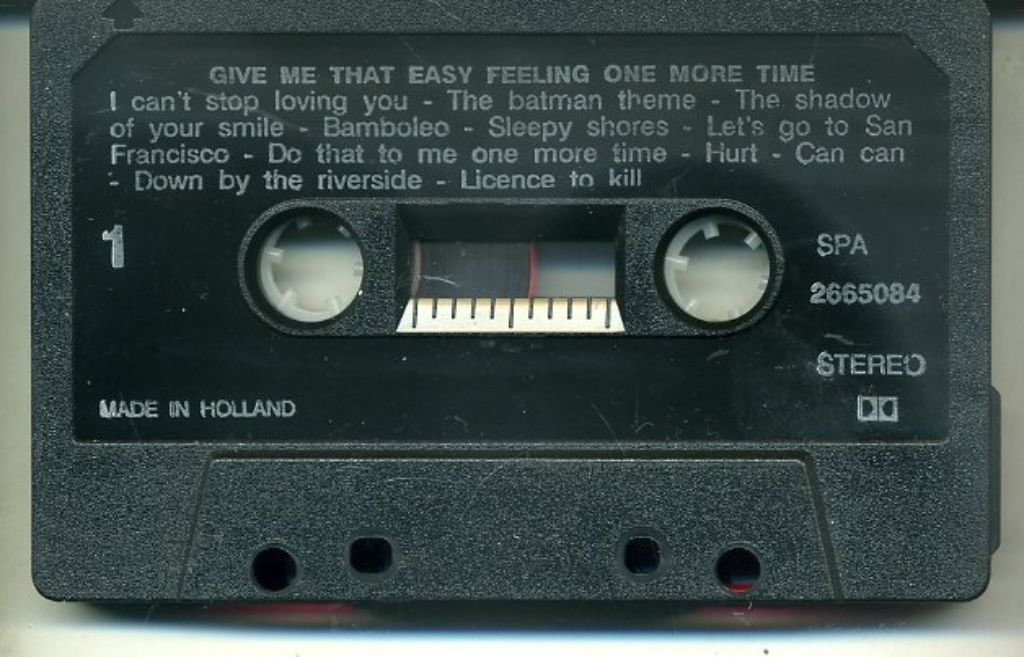 GIVE ME THAT EASY FEELING ONE MORE TIME
I can't stop loving you - The batman theme - The shadow
of your smile - Bamboleo - Sleepy shores - Let's go to San
Francisco - Do that to me one more time - Hurt - Can can
- Down by the riverside - Licence to kill
1
SPA
2665084
STEREO
MADE IN HOLLAND